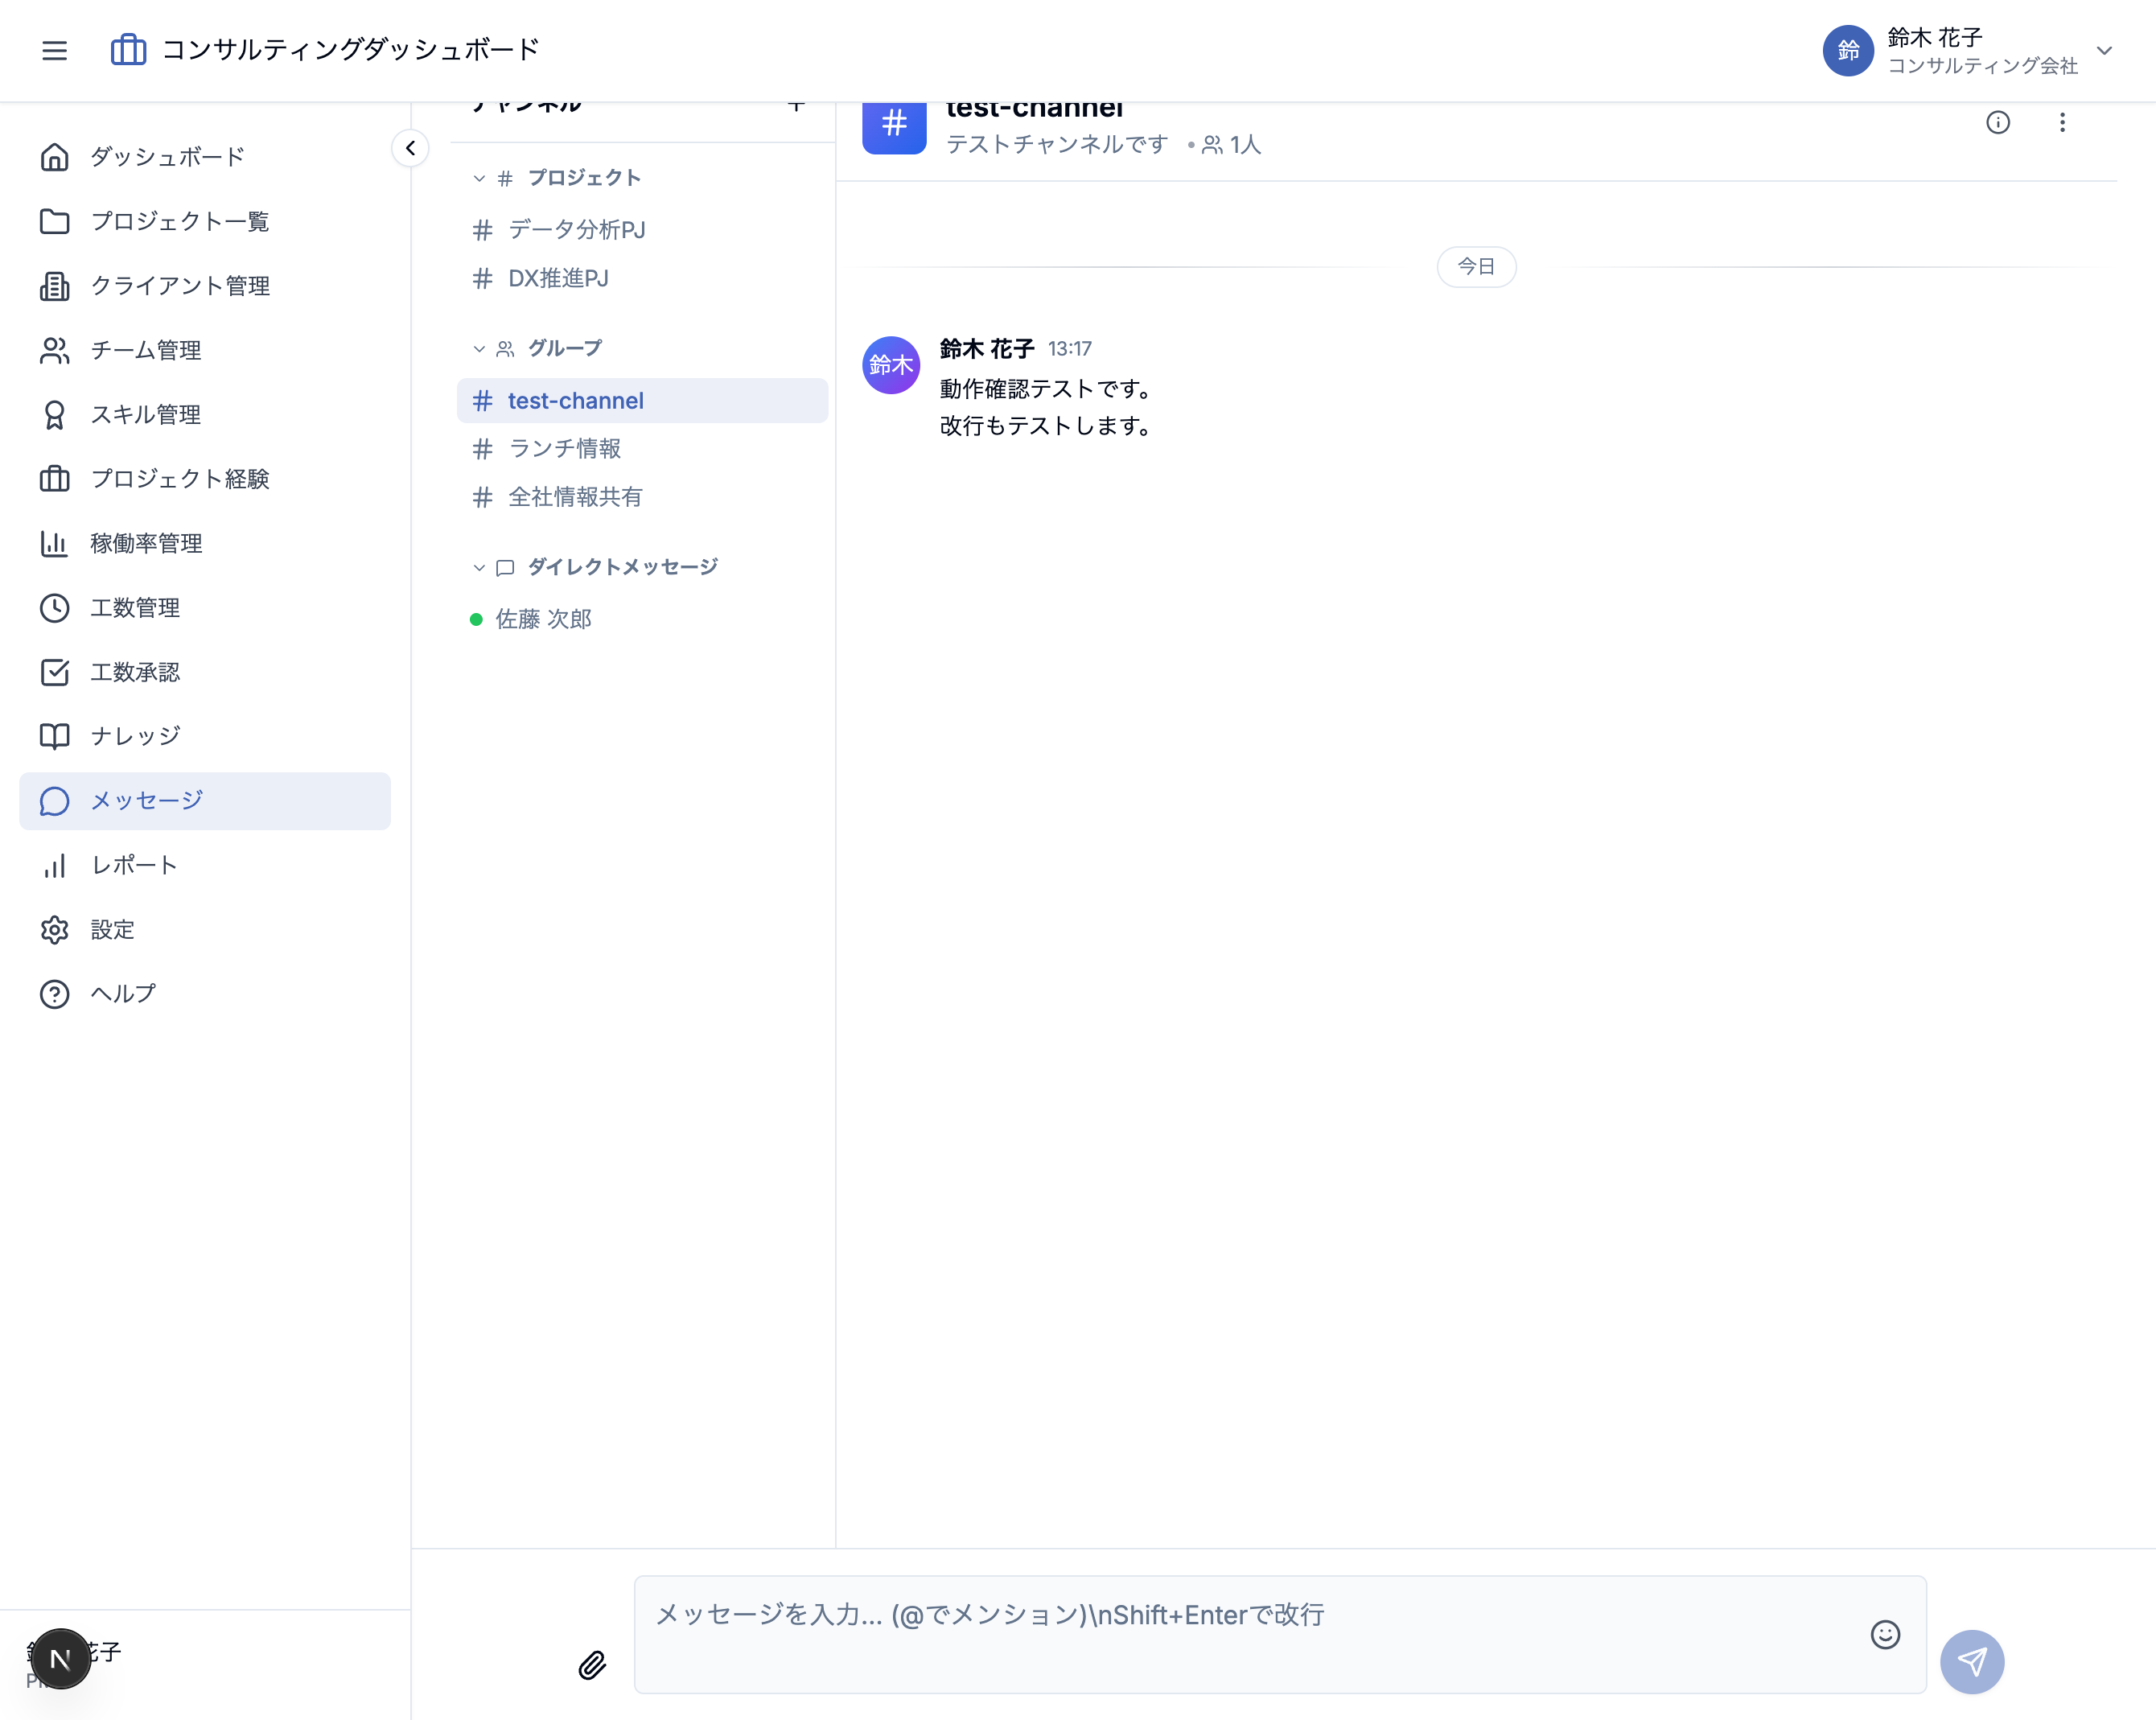 コンサルティングダッシュボード
鈴
鈴木 花子
コンサルティング会社
ダッシュボード
プロジェクト一覧
クライアント管理
チーム管理
スキル管理
プロジェクト経験
稼働率管理
工数管理
工数承認
ナレッジ
メッセージ
レポート
設定
ヘルプ
花子
N
チャンネル
# プロジェクト
# データ分析PJ
# DX推進PJ
グループ
# test-channel
# ランチ情報
# 全社情報共有
ダイレクトメッセージ
佐藤 次郎
#
test-channel
テストチャンネルです • 1人
今日
鈴木
鈴木 花子 13:17
動作確認テストです。
改行もテストします。
メッセージを入力... (@でメンション)\nShift+Enterで改行